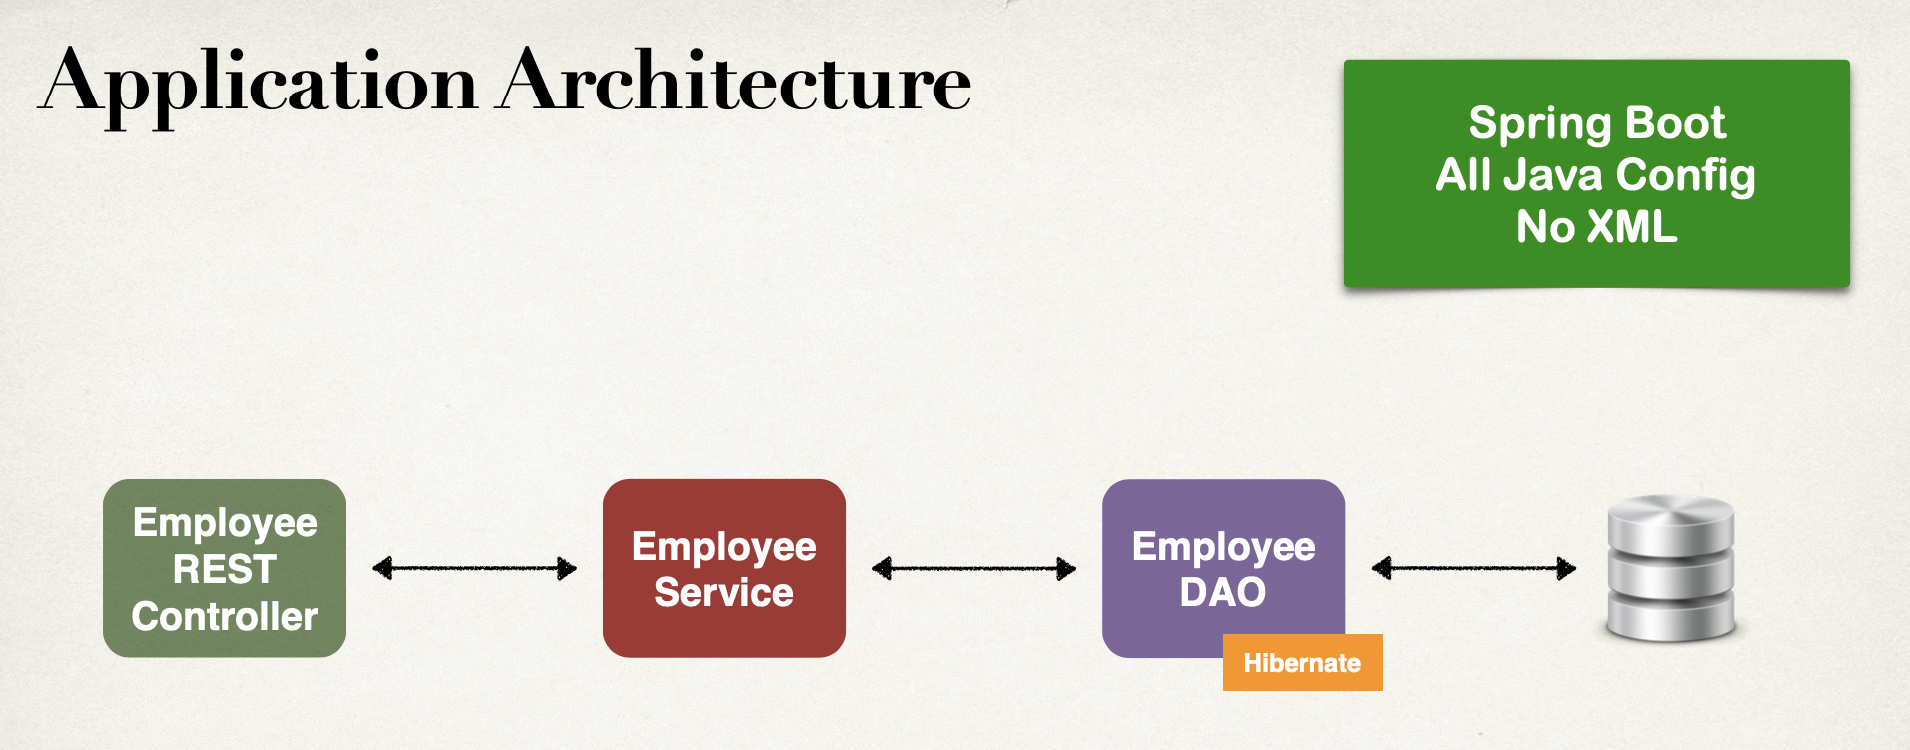 Application Architecture
Spring Boot
All Java Config
No XML
Employee
REST
Controller
Employee
Service
Employee
DAO
Hibernate